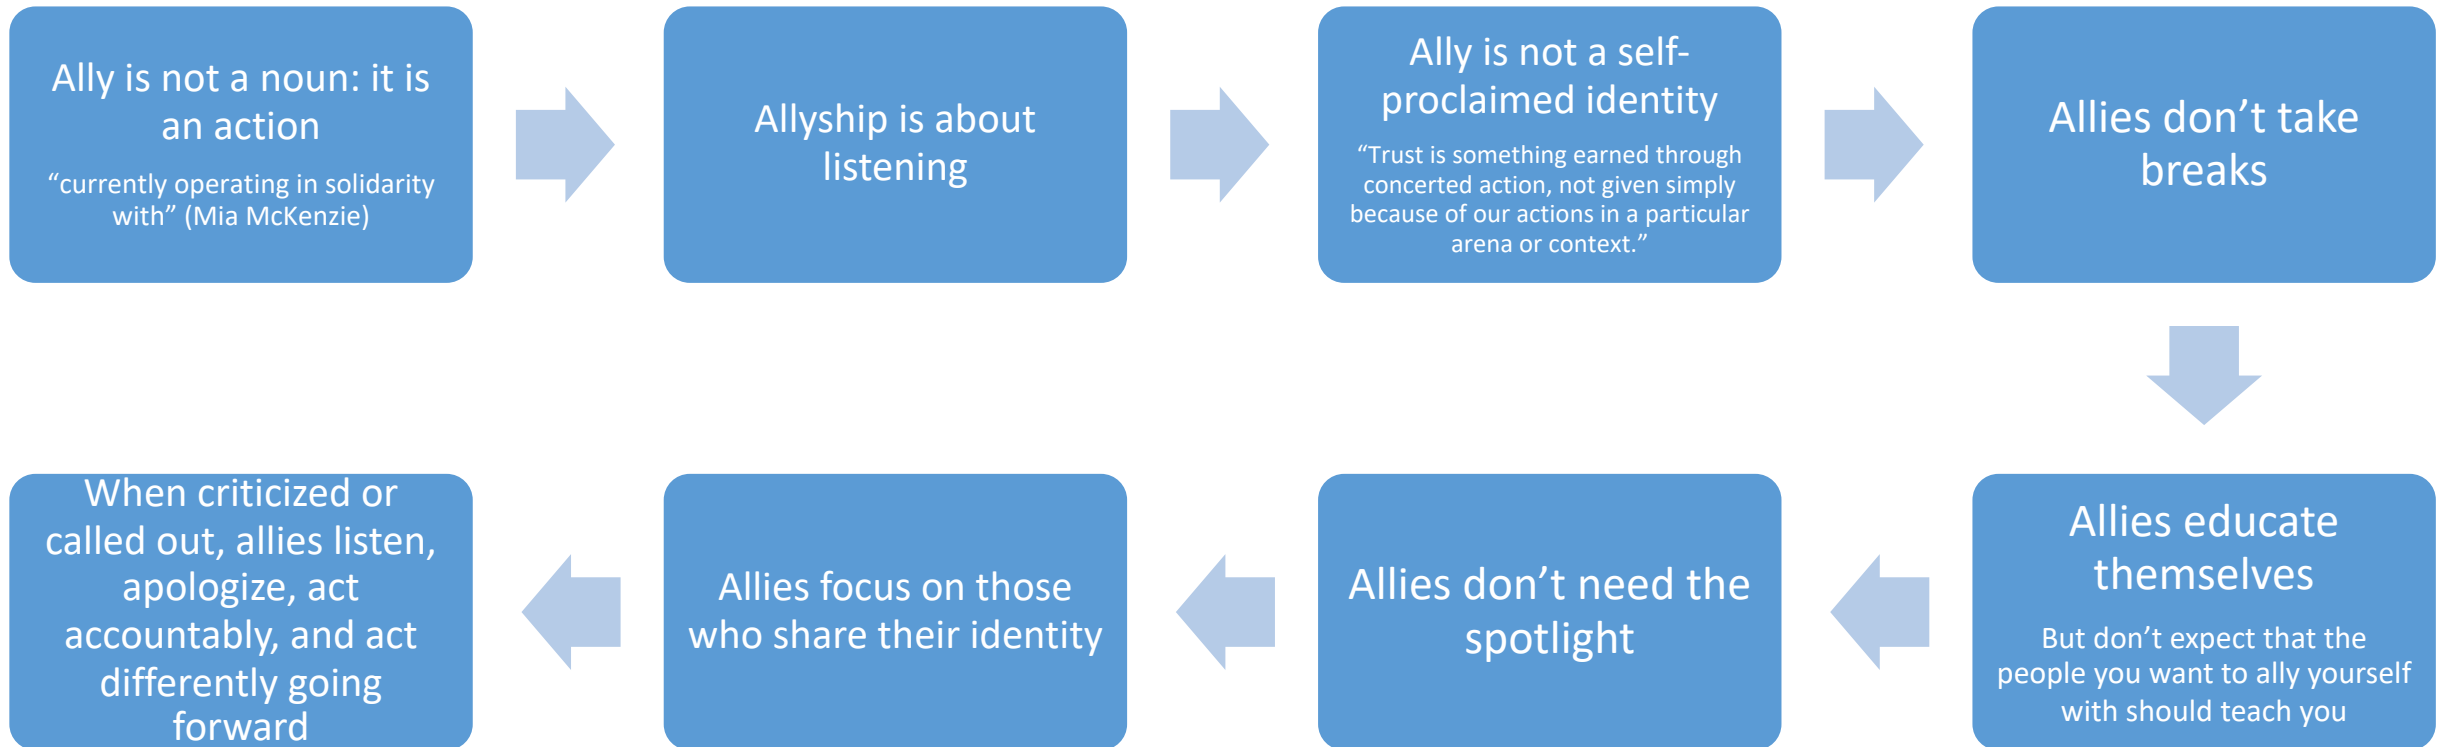 Ally is not a noun: it is
an action
“currently operating in solidarity
with” (Mia McKenzie)
Allyship is about
listening
Ally is not a self-
proclaimed identity
“Trust is something earned through
concerted action, not given simply
because of our actions in a particular
arena or context.”
Allies don’t take
breaks
Allies educate
themselves
But don’t expect that the
people you want to ally yourself
with should teach you
Allies don’t need the
spotlight
Allies focus on those
who share their identity
When criticized or
called out, allies listen,
apologize, act
accountably, and act
differently going
forward